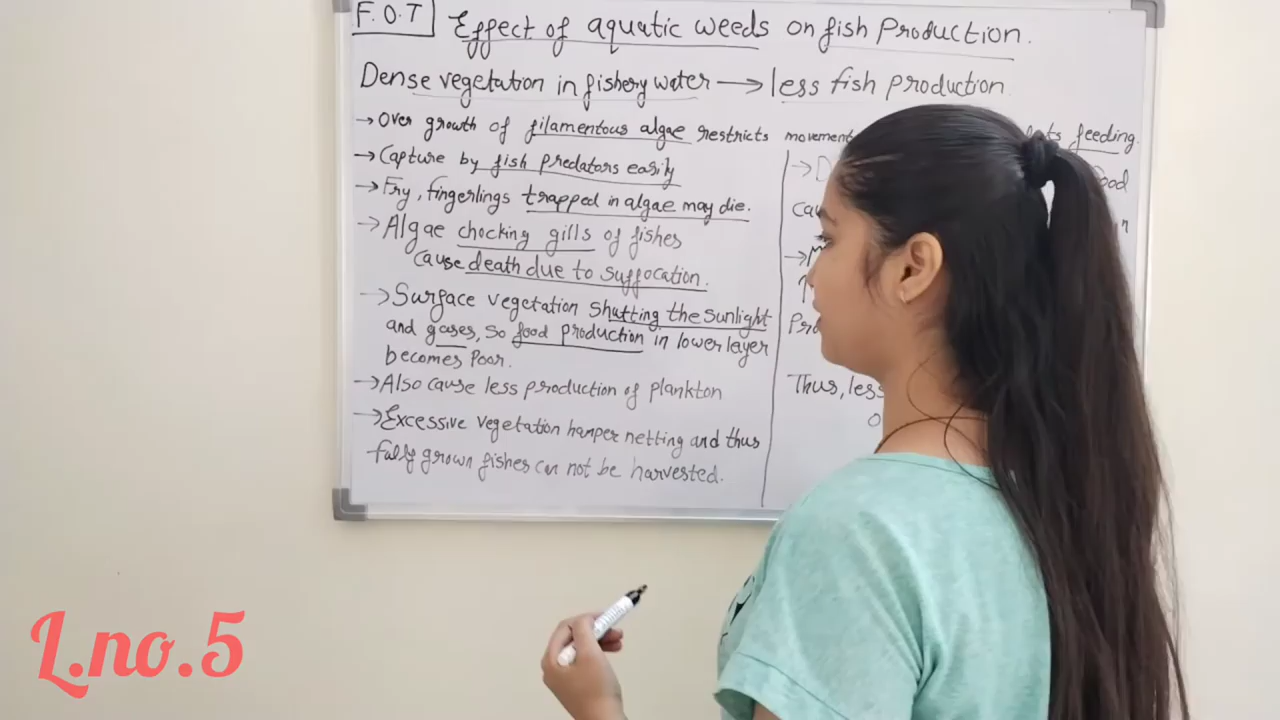 F.O.T
Effect of aquatic weeds on fish Production.
Dense vegetation in fishery water → less fish production
→ Over growth of filamentous algae restricts movement feeding.
→ Capture by fish predators easily
→ Fry, fingerlings trapped in algae may die.
→ Algae chocking gills of fishes
cause death due to suffocation.
→ Surface vegetation shutting the sunlight
and gases, so food production in lower layer
becomes Poor.
→ Also cause less production of plankton
→ Excessive vegetation hamper netting and thus
fully grown fishes can not be harvested.
→
→
Thus, less
L.no.5